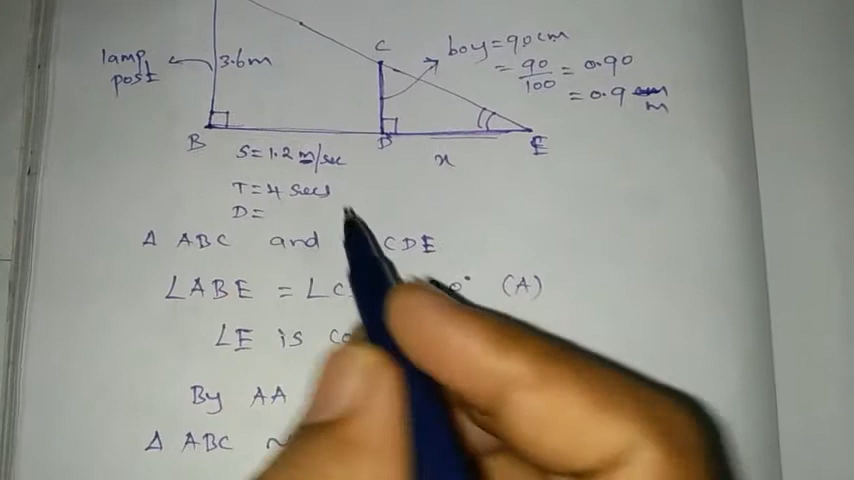 lamp post 3.6m
C
boy = 90 cm
= 90/100 = 0.90
= 0.9 m
B D E
x
S = 1.2 m/sec
T = 4 secs
D =
Δ ABC and CDE
∠ABE = ∠C ° (A)
∠E is
By AA
Δ ABC ~